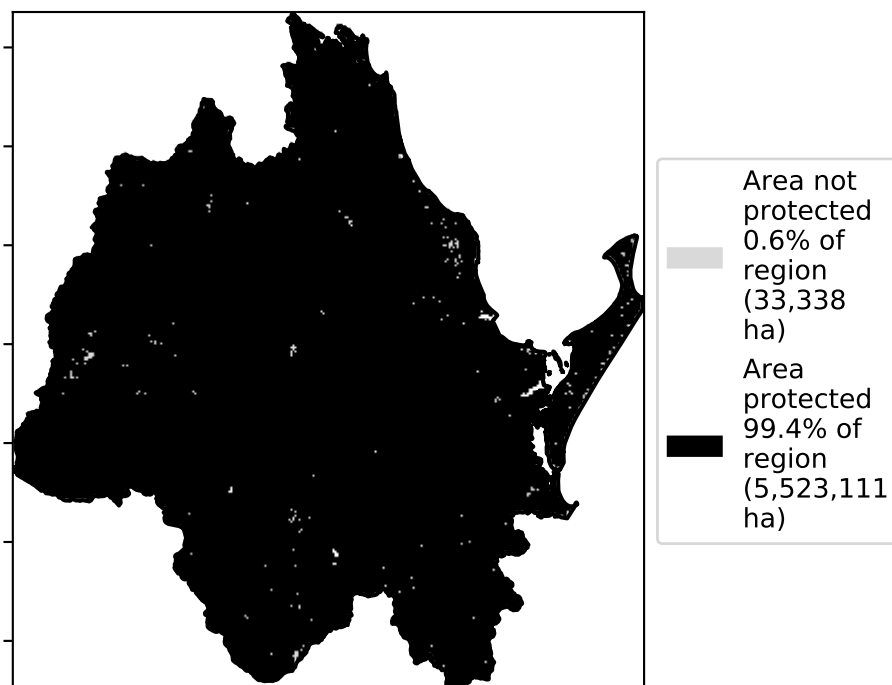 Area not
protected
0.6% of
region
(33,338
ha)
Area
protected
99.4% of
region
(5,523,111
ha)